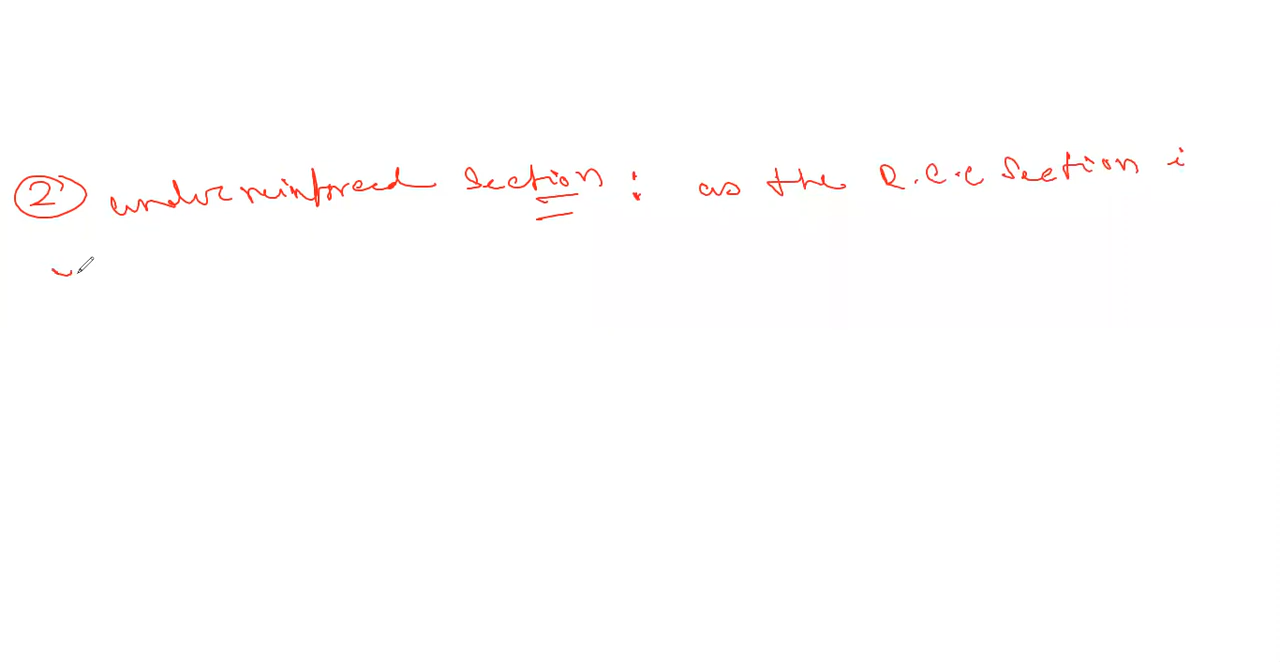 ② underreinforced section : as the R.C.C Section i